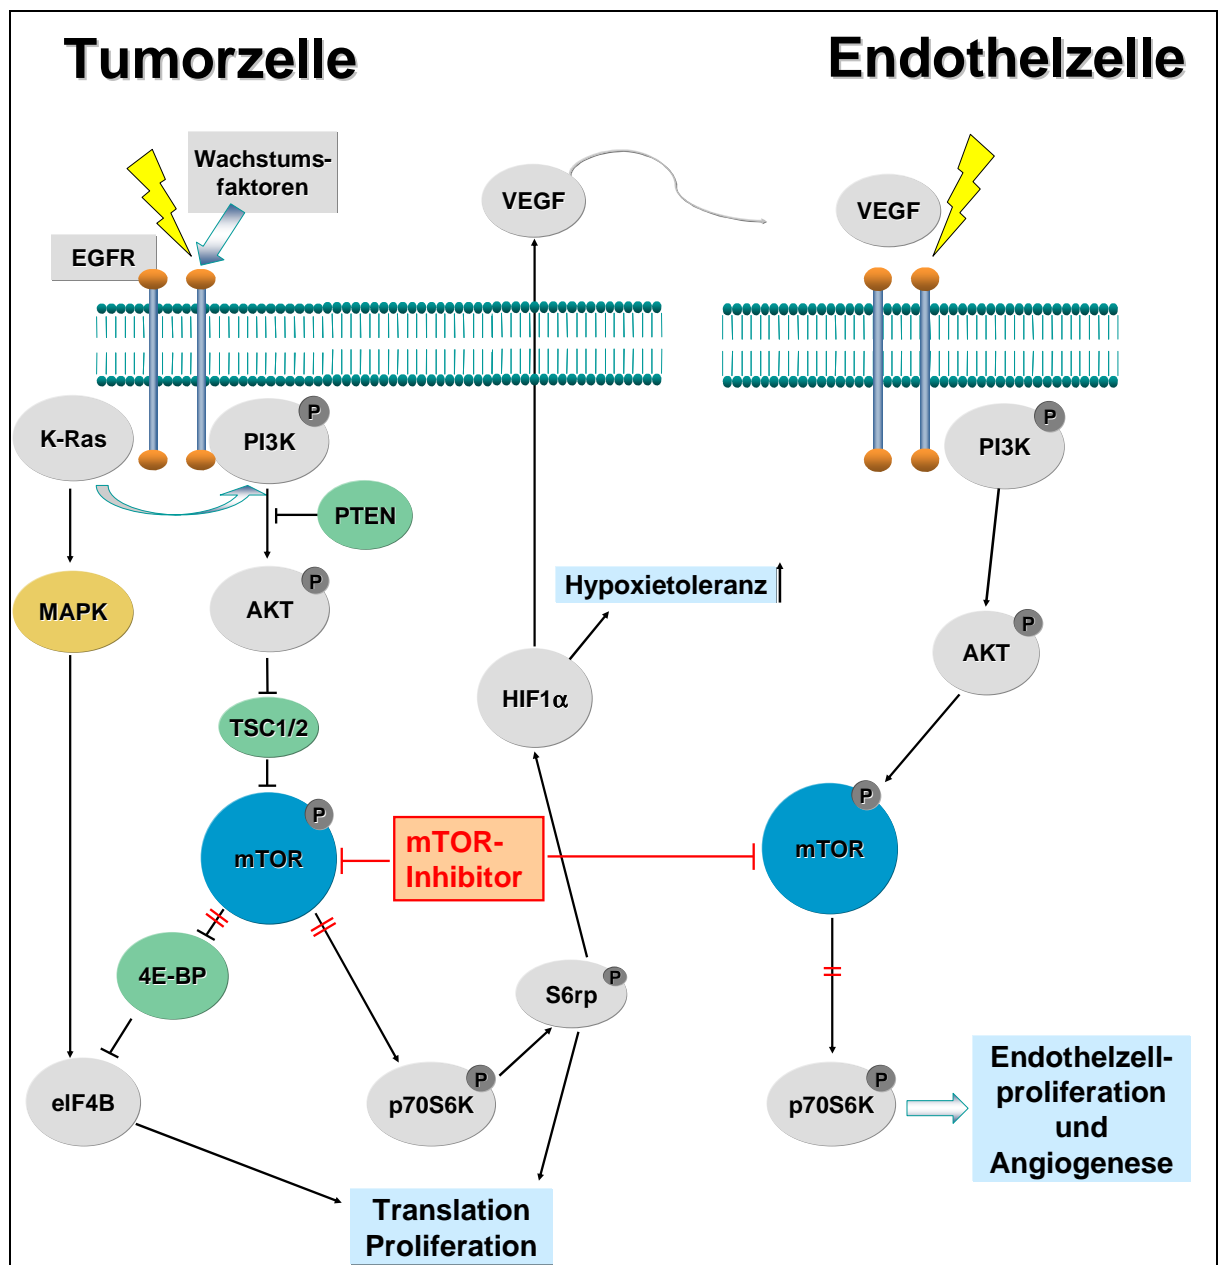 Tumorzelle
Endothelzelle
Wachstums-
faktoren
VEGF
VEGF
EGFR
P
P
K-Ras
PI3K
PI3K
PTEN
P
Hypoxietoleranz
MAPK
AKT
P
AKT
HIF1α
TSC1/2
P
P
mTOR-
Inhibitor
mTOR
mTOR
4E-BP
P
S6rp
P
P
eIF4B
p70S6K
p70S6K
Endothelzell-
proliferation
und
Angiogenese
Translation
Proliferation